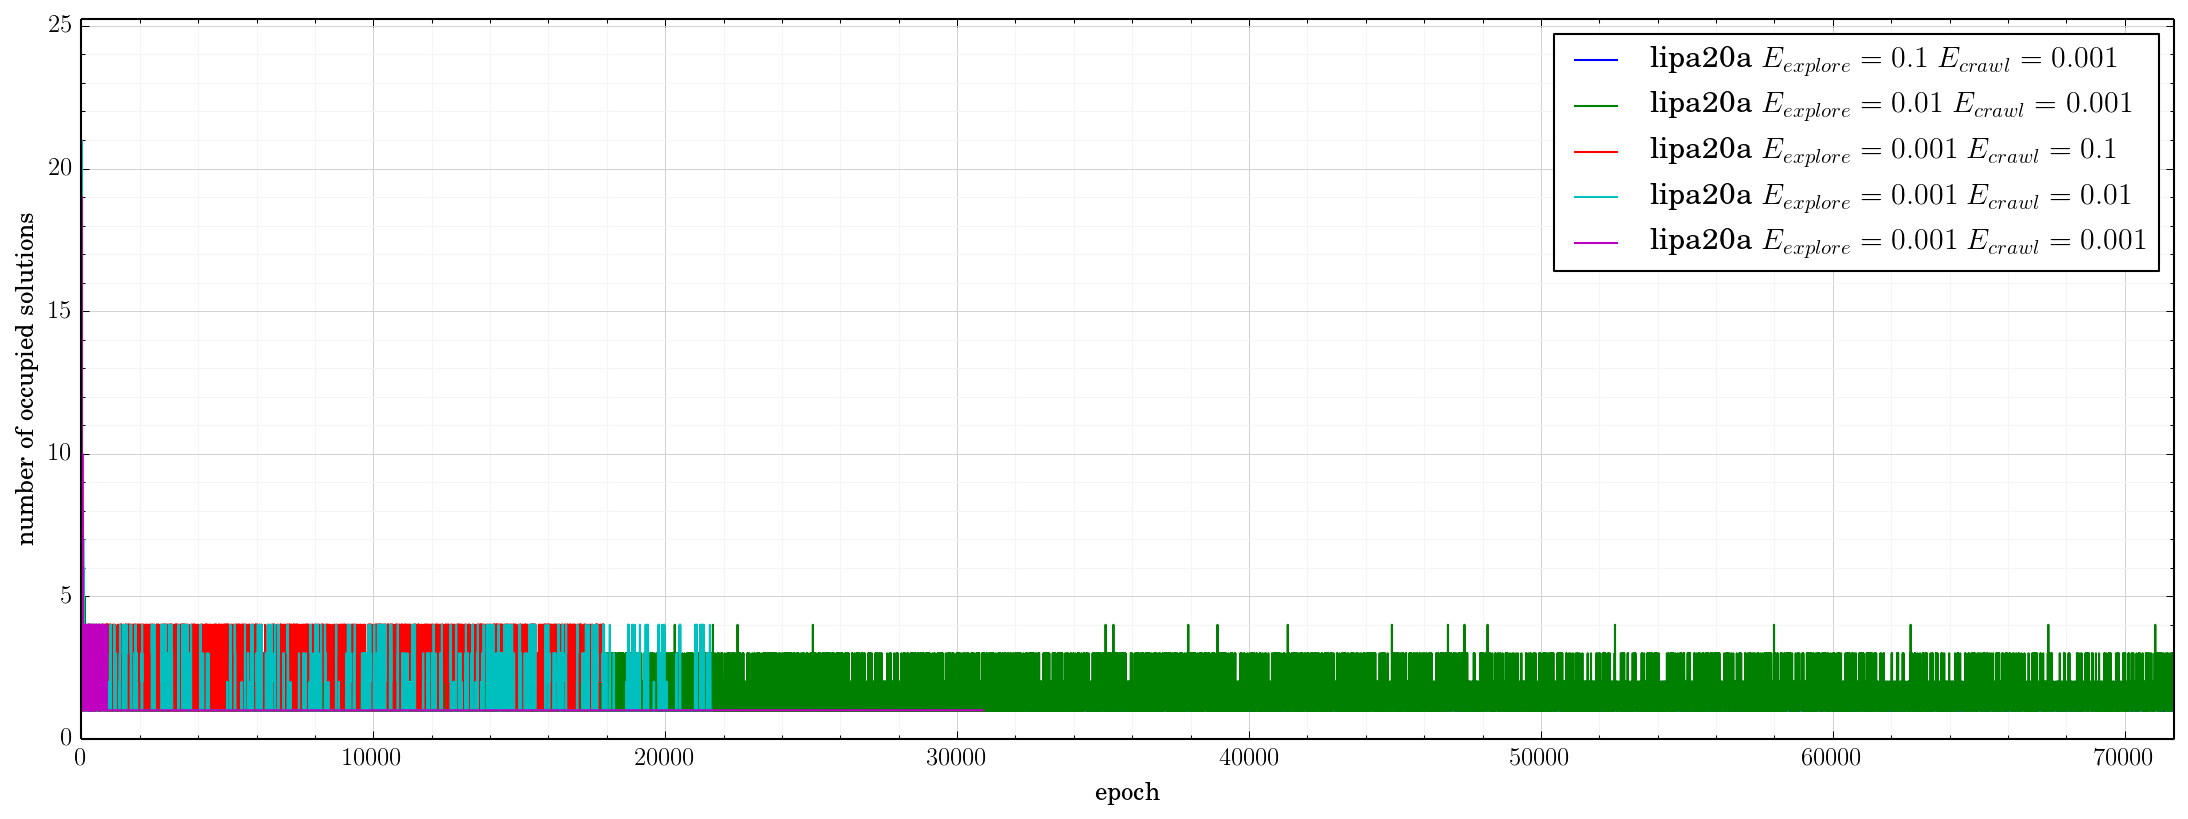 25
20
15
10
5
0
number of occupied solutions
lipa20a E_explore = 0.1 E_crawl = 0.001
lipa20a E_explore = 0.01 E_crawl = 0.001
lipa20a E_explore = 0.001 E_crawl = 0.1
lipa20a E_explore = 0.001 E_crawl = 0.01
lipa20a E_explore = 0.001 E_crawl = 0.001
0 10000 20000 30000 40000 50000 60000 70000
epoch